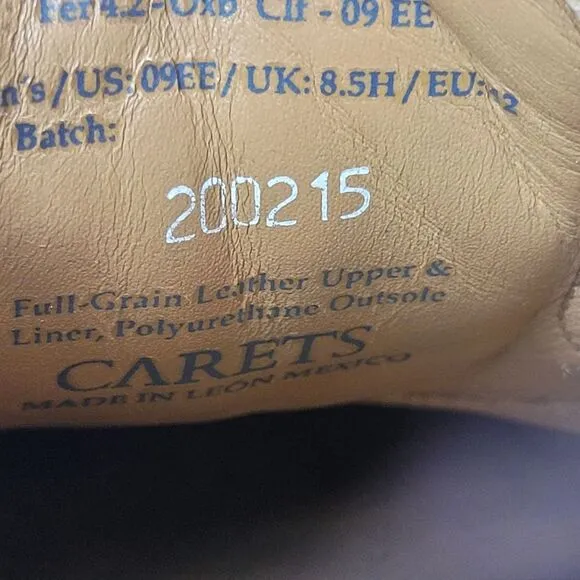 Fer 4.2-Oxb Clf - 09 EE
n's/US: 09EE/UK: 8.5H/EU:
Batch:
200215
Full-Grain Leather Upper &
Liner, Polyurethane Outsole
CARETS
MADE IN LEÓN MEXICO